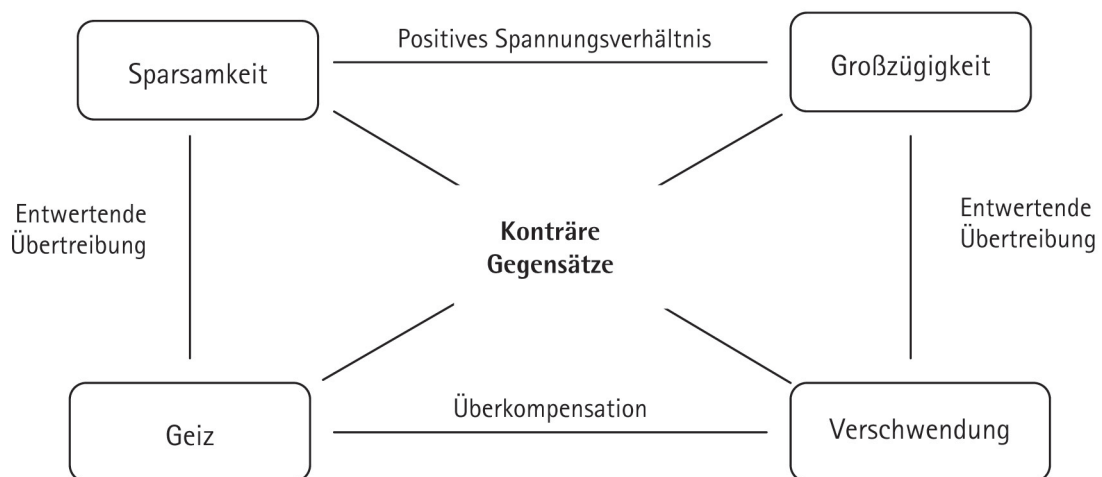 Positives Spannungsverhältnis
Sparsamkeit
Großzügigkeit
Entwertende
Übertreibung
Entwertende
Übertreibung
Konträre
Gegensätze
Überkompensation
Geiz
Verschwendung